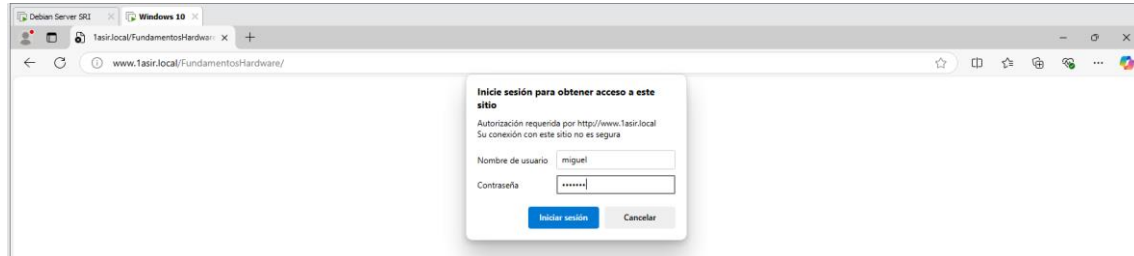 Debian Server SRI
Windows 10
1asir.local/FundamentosHardware
www.1asir.local/FundamentosHardware/
Inicie sesión para obtener acceso a este
sitio
Autorización requerida por http://www.1asir.local
Su conexión con este sitio no es segura
Nombre de usuario miguel
Contraseña •••••••
Iniciar sesión Cancelar